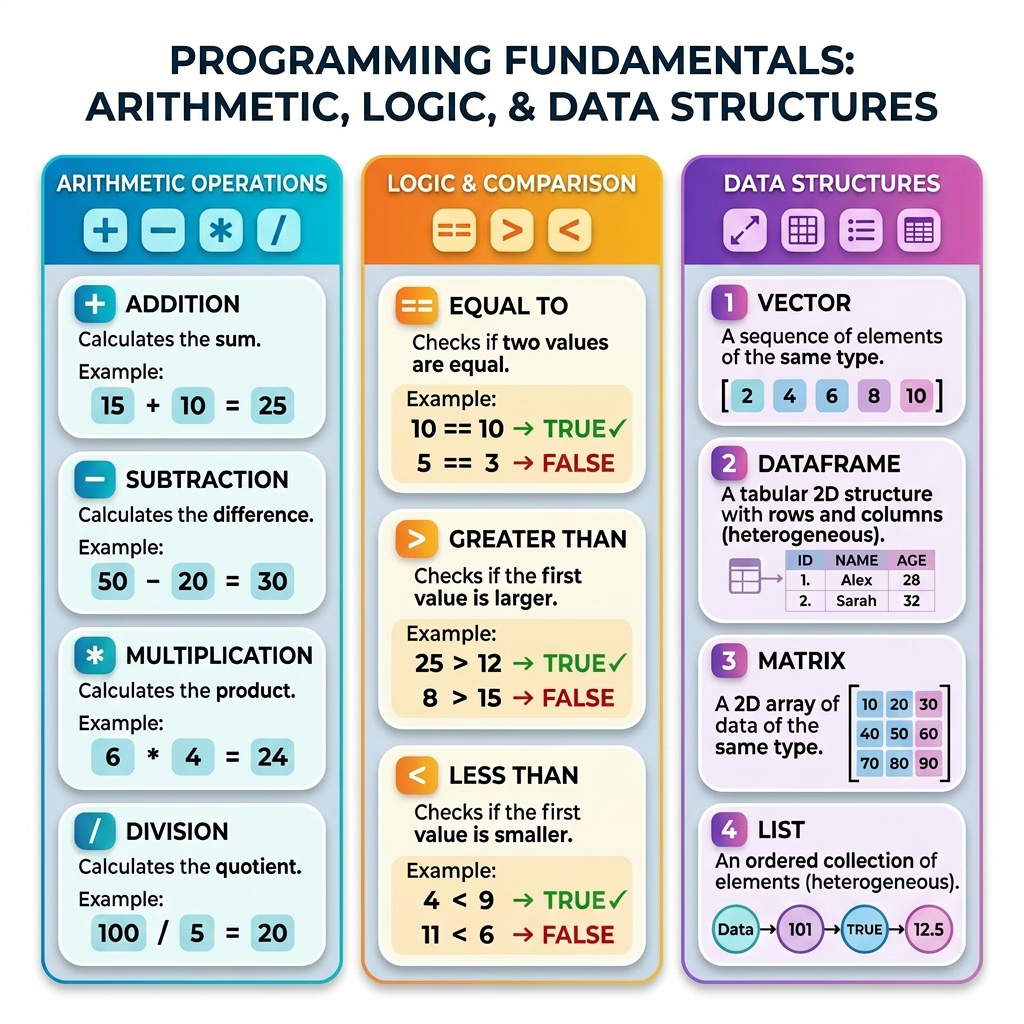 PROGRAMMING FUNDAMENTALS:
ARITHMETIC, LOGIC, & DATA STRUCTURES
ARITHMETIC OPERATIONS
+ − * /
+ ADDITION
Calculates the sum.
Example:
15 + 10 = 25
− SUBTRACTION
Calculates the difference.
Example:
50 − 20 = 30
* MULTIPLICATION
Calculates the product.
Example:
6 * 4 = 24
/ DIVISION
Calculates the quotient.
Example:
100 / 5 = 20
LOGIC & COMPARISON
== > <
== EQUAL TO
Checks if two values
are equal.
Example:
10 == 10 → TRUE✓
5 == 3 → FALSE
> GREATER THAN
Checks if the first
value is larger.
Example:
25 > 12 → TRUE✓
8 > 15 → FALSE
< LESS THAN
Checks if the first
value is smaller.
Example:
4 < 9 → TRUE✓
11 < 6 → FALSE
DATA STRUCTURES
1 VECTOR
A sequence of elements
of the same type.
[ 2 4 6 8 10 ]
2 DATAFRAME
A tabular 2D structure
with rows and columns
(heterogeneous).
ID NAME AGE
1. Alex 28
2. Sarah 32
3 MATRIX
A 2D array of
data of the
same type.
10 20 30
40 50 60
70 80 90
4 LIST
An ordered collection of
elements (heterogeneous).
Data → 101 → TRUE → 12.5